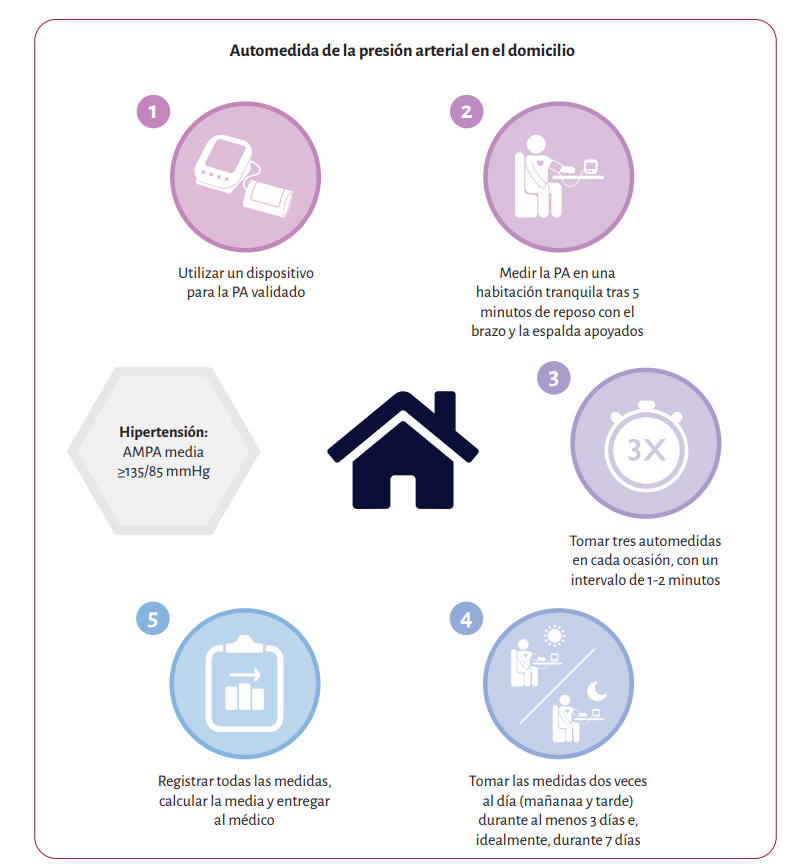 Automedida de la presión arterial en el domicilio
1
Utilizar un dispositivo
para la PA validado
2
Medir la PA en una
habitación tranquila tras 5
minutos de reposo con el
brazo y la espalda apoyados
3
3X
Tomar tres automedidas
en cada ocasión, con un
intervalo de 1-2 minutos
Hipertensión:
AMPA media
≥135/85 mmHg
4
Tomar las medidas dos veces
al día (mañanaa y tarde)
durante al menos 3 días e,
idealmente, durante 7 días
5
Registrar todas las medidas,
calcular la media y entregar
al médico